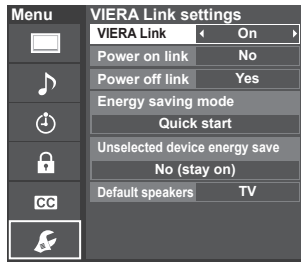 Menu
VIERA Link settings
VIERA Link On
Power on link No
Power off link Yes
Energy saving mode
Quick start
Unselected device energy save
No (stay on)
Default speakers TV
CC